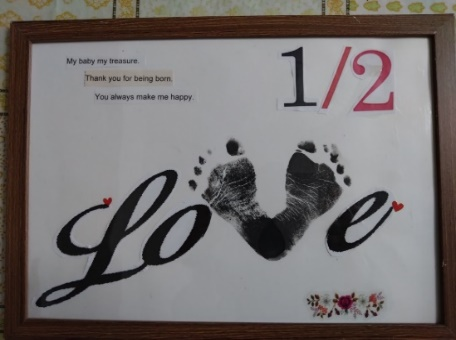 My baby my treasure.
Thank you for being born.
You always make me happy.
1/2
Love